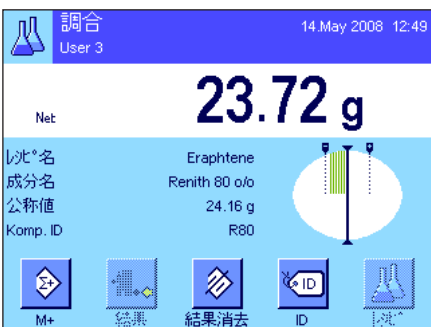 調合
14.May 2008 12:49
User 3
Net 23.72 g
ﾚｼﾋﾟ名 Eraphtene
成分名 Renith 80 o/o
公称値 24.16 g
Komp. ID R80
Σ+ ID
M+ 結果 結果消去 ID ﾚｼﾋﾟ